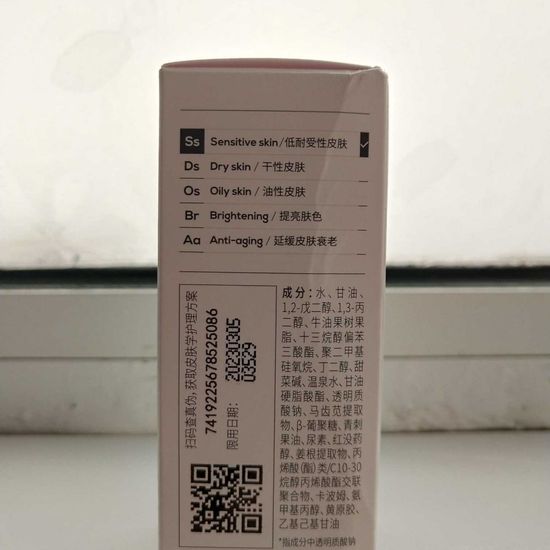 Ss Sensitive skin/低耐受性皮肤
Ds Dry skin / 干性皮肤
Os Oily skin / 油性皮肤
Br Brightening / 提亮肤色
Aa Anti-aging / 延缓皮肤衰老
扫码查真伪, 获取皮肤学护理方案
7419225678525086
限用日期: 20230305
03529
成分:水、甘油、
1,2-戊二醇、1,3-丙
二醇、牛油果树果
脂、十三烷醇偏苯
三酸酯、聚二甲基
硅氧烷、丁二醇、甜
菜碱、温泉水、甘油
硬脂酸酯、透明质
酸钠、马齿苋提取
物、β-葡聚糖、青刺
果油、尿素、红没药
醇、姜根提取物、丙
烯酸(酯)类/C10-30
烷醇丙烯酸酯交联
聚合物、卡波姆、氨
甲基丙醇、黄原胶、
乙基己基甘油
*指成分中透明质酸钠